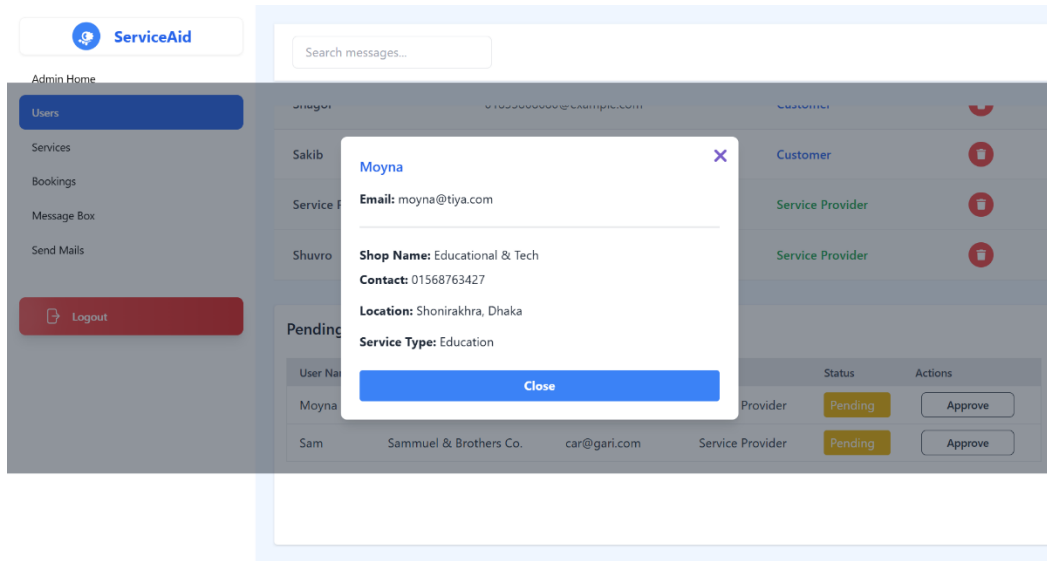 ServiceAid
Search messages...
Admin Home
Users
Services
Bookings
Message Box
Send Mails
Logout
Customer
Sakib Customer
Service Service Provider
Shuvro Service Provider
Moyna
Email: moyna@tiya.com
Shop Name: Educational & Tech
Contact: 01568763427
Location: Shonirakhra, Dhaka
Service Type: Education
Close
Pending
User Status Actions
Moyna Provider Pending Approve
Sam Sammuel & Brothers Co. car@gari.com Service Provider Pending Approve